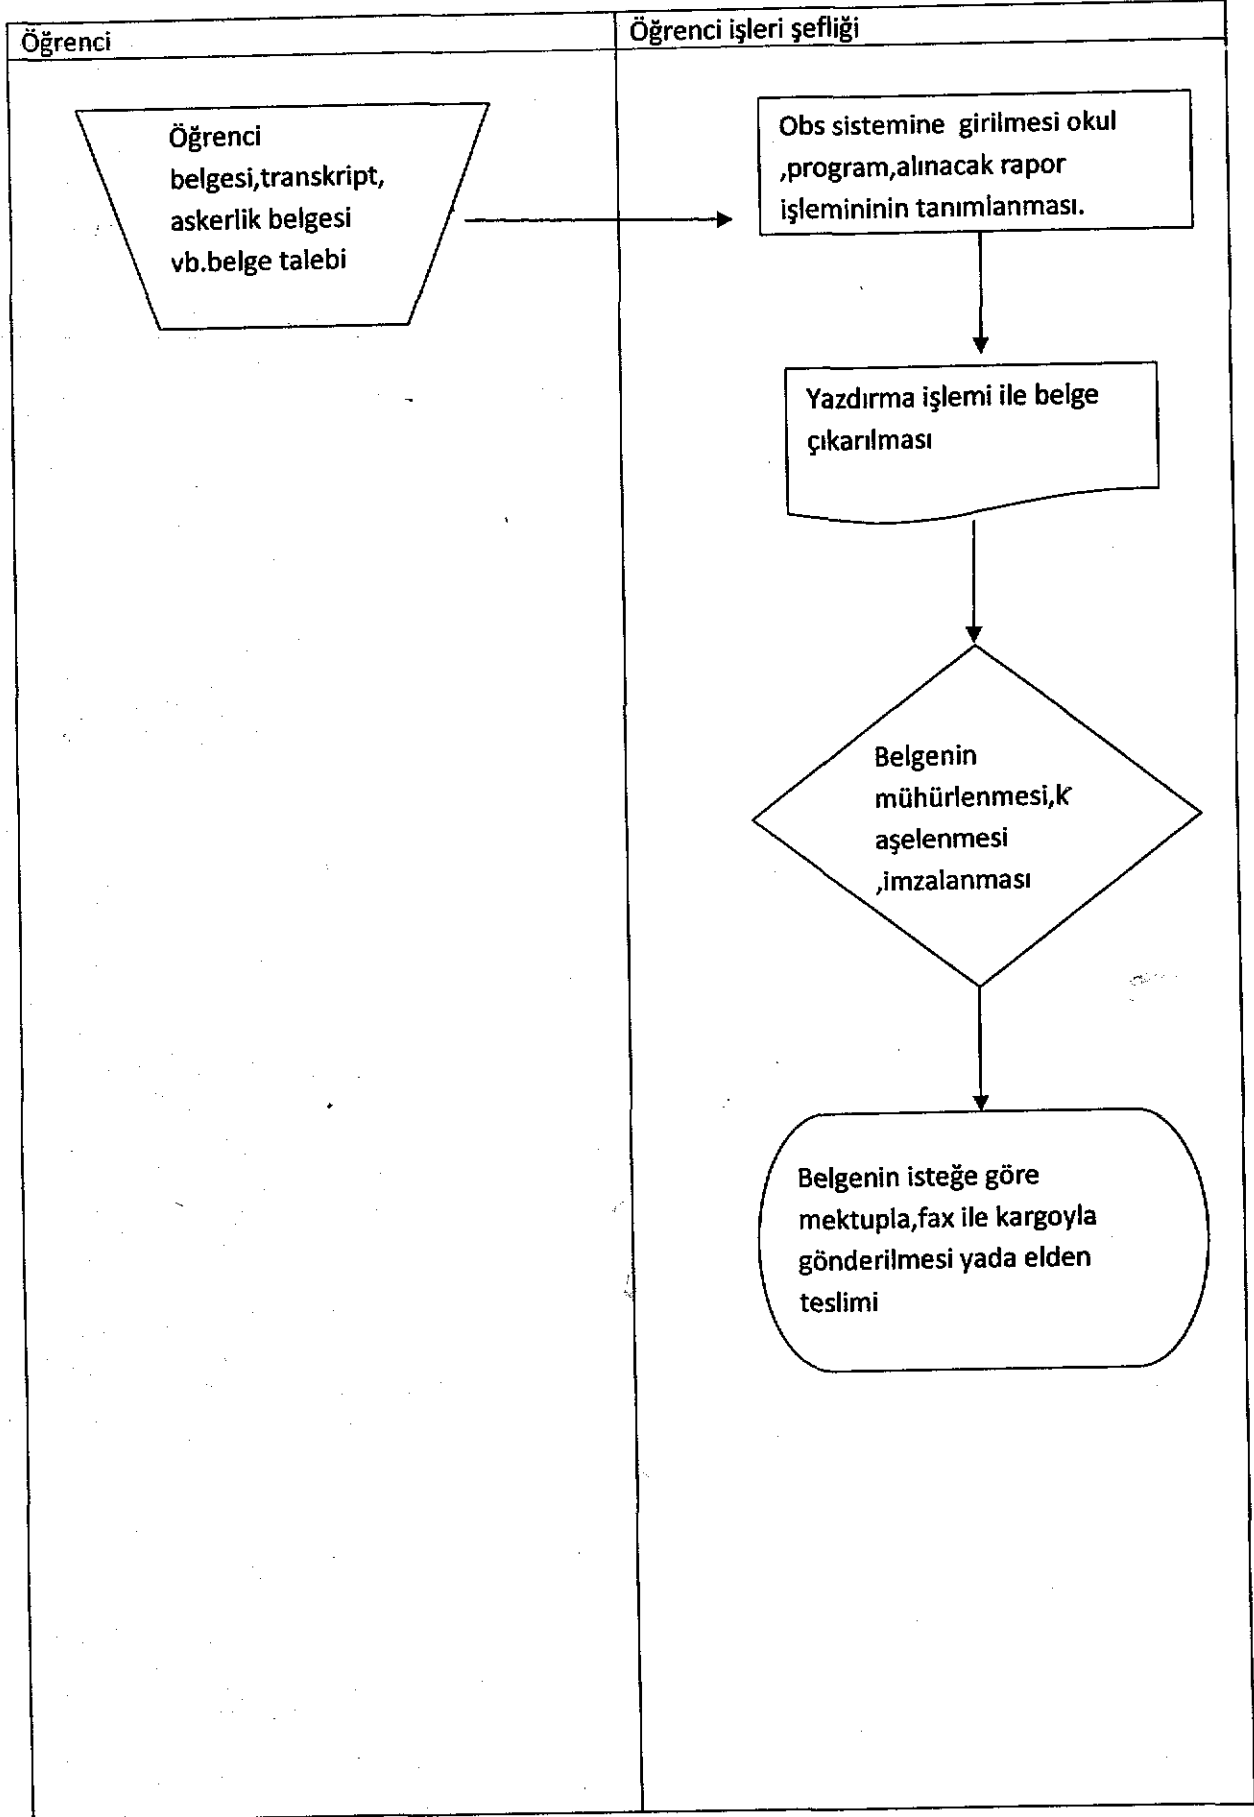 Öğrenci
Öğrenci işleri şefliği
Öğrenci
belgesi,transkript,
askerlik belgesi
vb.belge talebi
Obs sistemine girilmesi okul
,program,alınacak rapor
işlemininin tanımlanması.
Yazdırma işlemi ile belge
çıkarılması
Belgenin
mühürlenmesi,k
aşelenmesi
,imzalanması
Belgenin isteğe göre
mektupla,fax ile kargoyla
gönderilmesi yada elden
teslimi